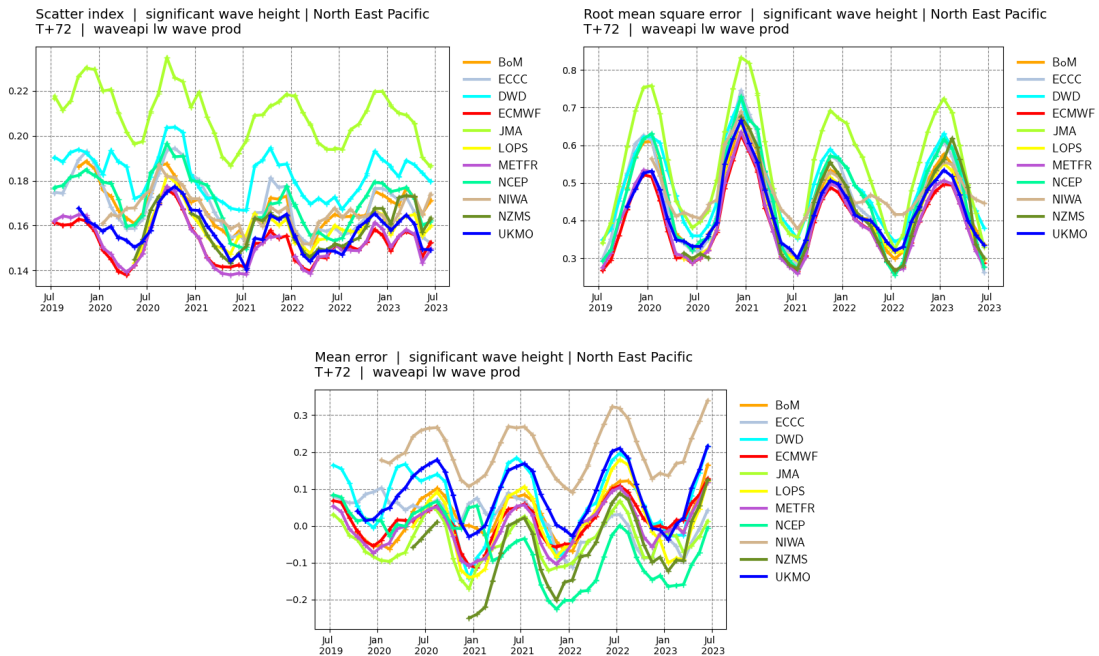 Scatter index | significant wave height | North East Pacific
T+72 | waveapi lw wave prod
0.24
0.22
0.20
0.18
0.16
0.14
Jul 2019
Jan 2020
Jul 2020
Jan 2021
Jul 2021
Jan 2022
Jul 2022
Jan 2023
Jul 2023
BoM
ECCC
DWD
ECMWF
JMA
LOPS
METFR
NCEP
NIWA
NZMS
UKMO
Root mean square error | significant wave height | North East Pacific
T+72 | waveapi lw wave prod
0.8
0.7
0.6
0.5
0.4
0.3
Jul 2019
Jan 2020
Jul 2020
Jan 2021
Jul 2021
Jan 2022
Jul 2022
Jan 2023
Jul 2023
BoM
ECCC
DWD
ECMWF
JMA
LOPS
METFR
NCEP
NIWA
NZMS
UKMO
Mean error | significant wave height | North East Pacific
T+72 | waveapi lw wave prod
0.3
0.2
0.1
0.0
−0.1
−0.2
Jul 2019
Jan 2020
Jul 2020
Jan 2021
Jul 2021
Jan 2022
Jul 2022
Jan 2023
Jul 2023
BoM
ECCC
DWD
ECMWF
JMA
LOPS
METFR
NCEP
NIWA
NZMS
UKMO